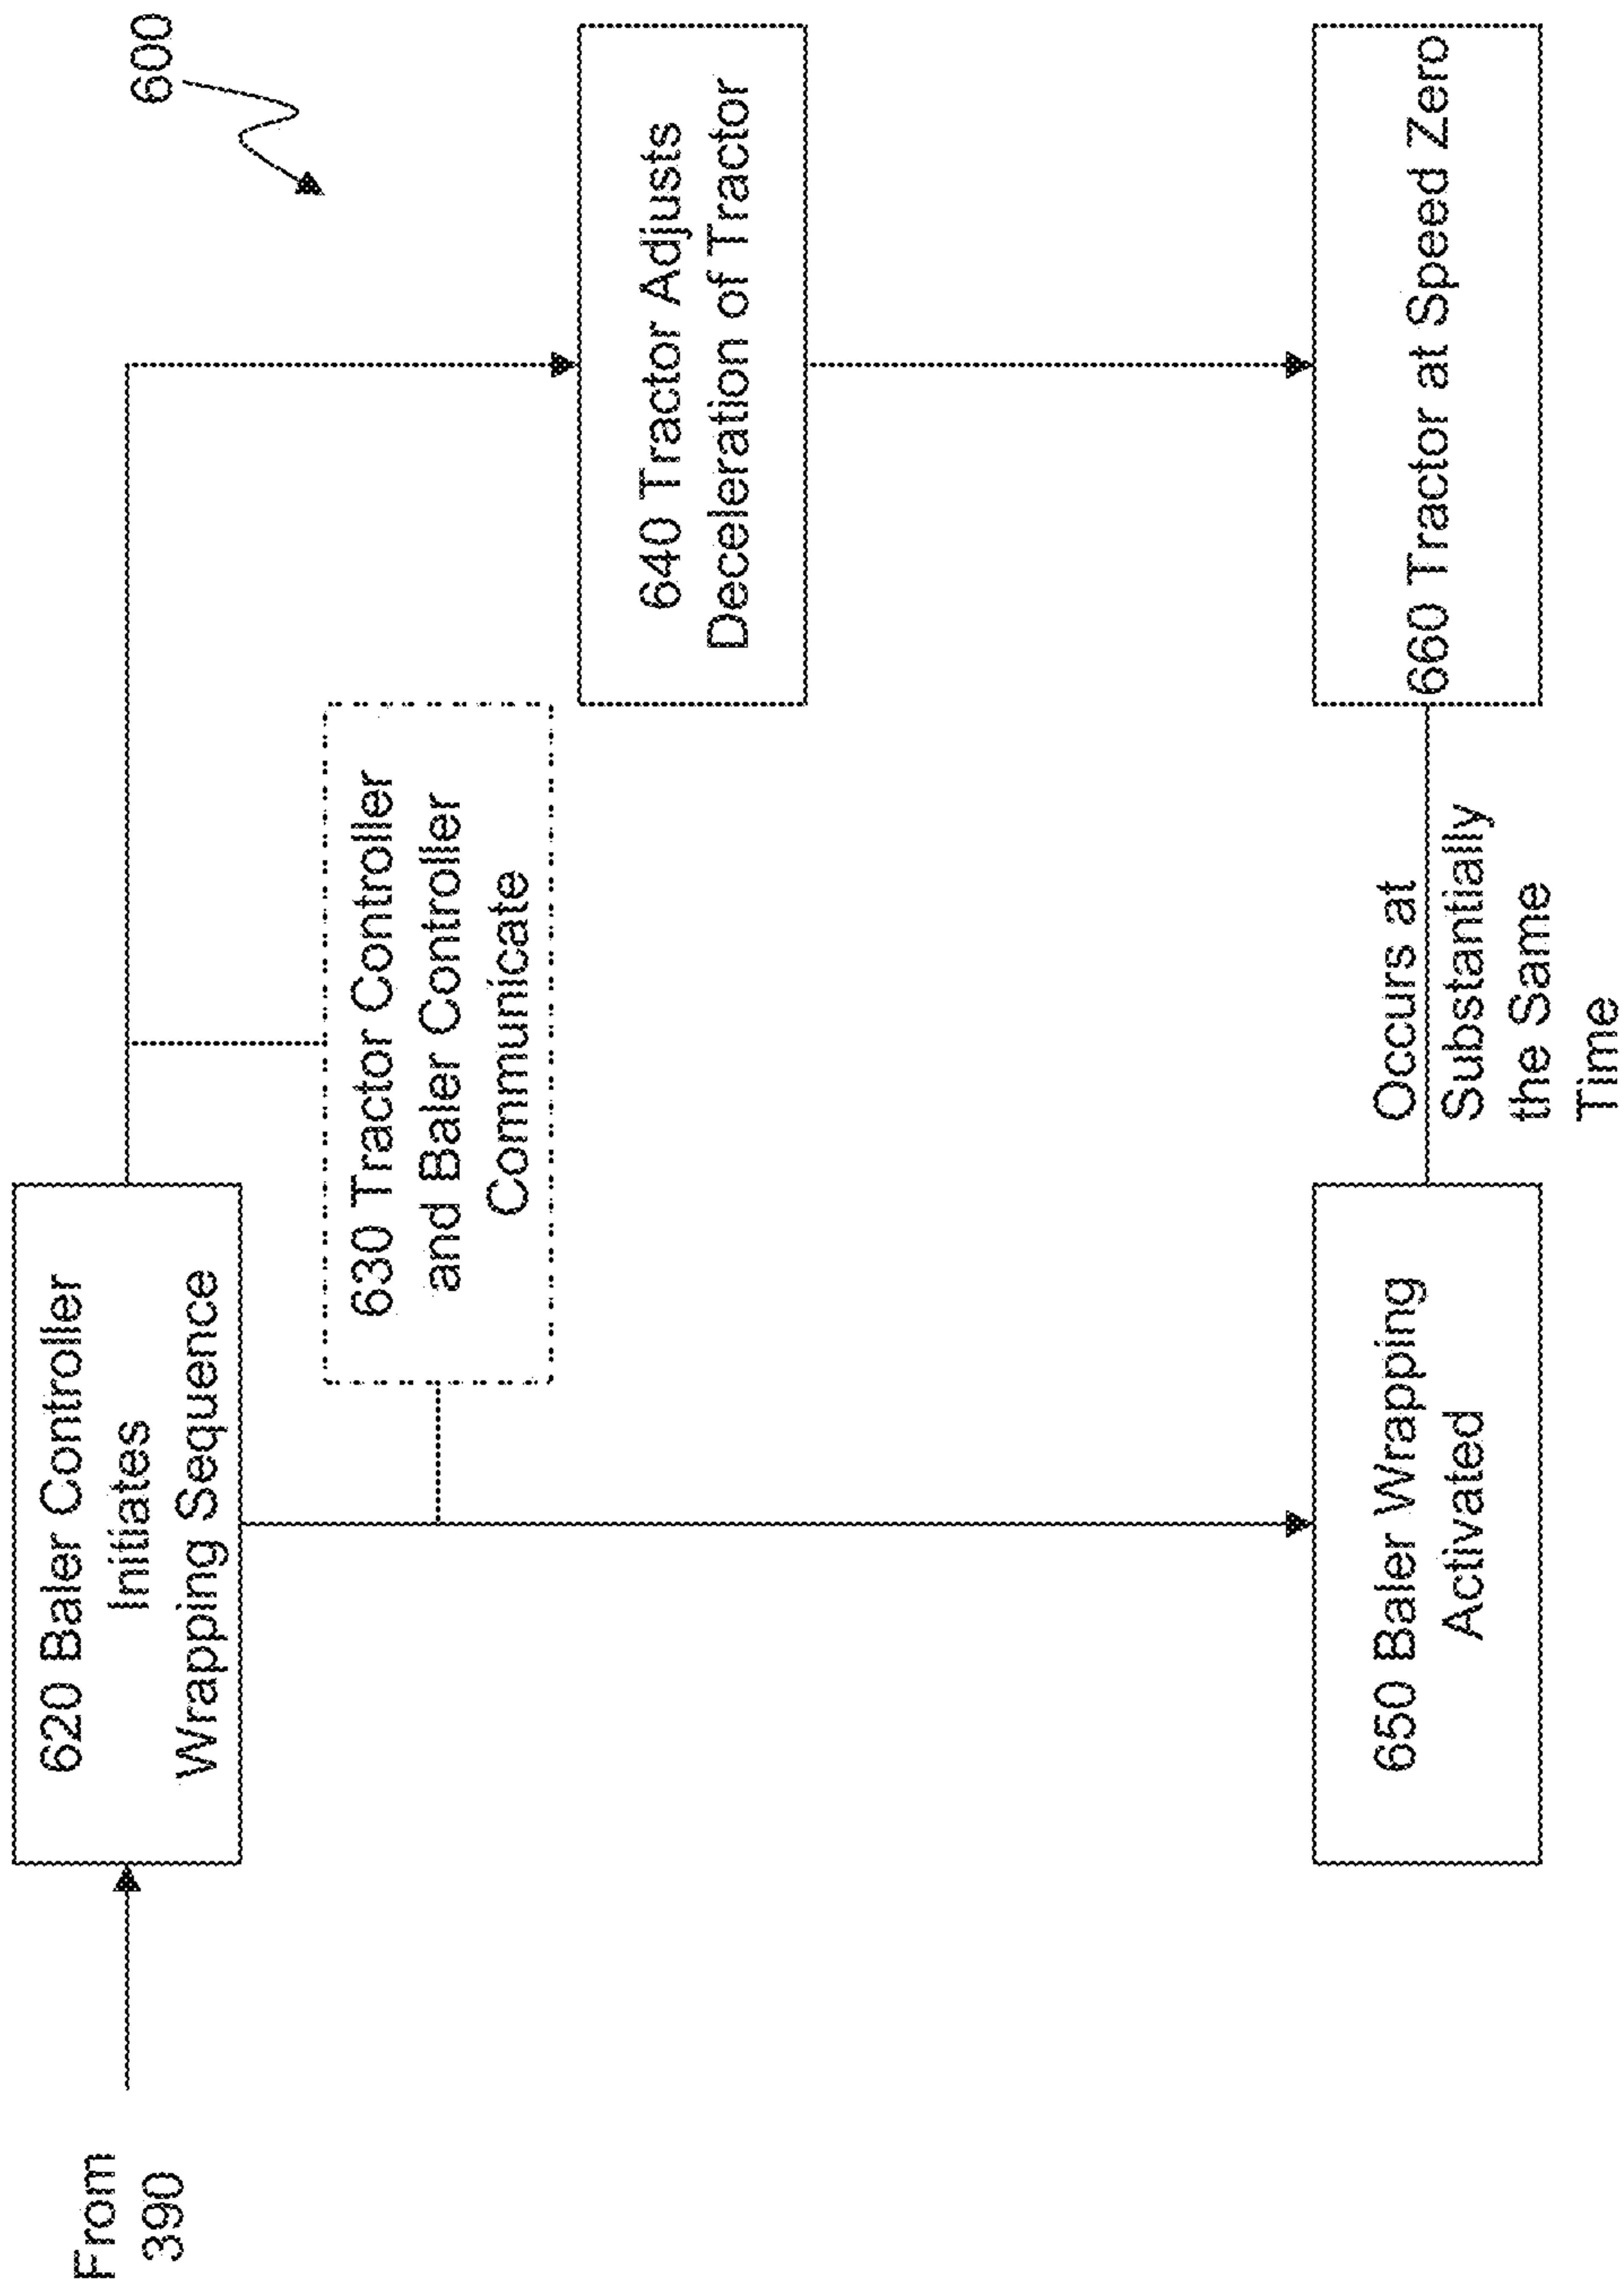 600
From
390
620 Baler Controller
Initiates
Wrapping Sequence
630 Tractor Controller
and Baler Controller
Communicate
640 Tractor Adjusts
Deceleration of Tractor
650 Baler Wrapping
Activated
Occurs at
Substantially
the Same
Time
660 Tractor at Speed Zero